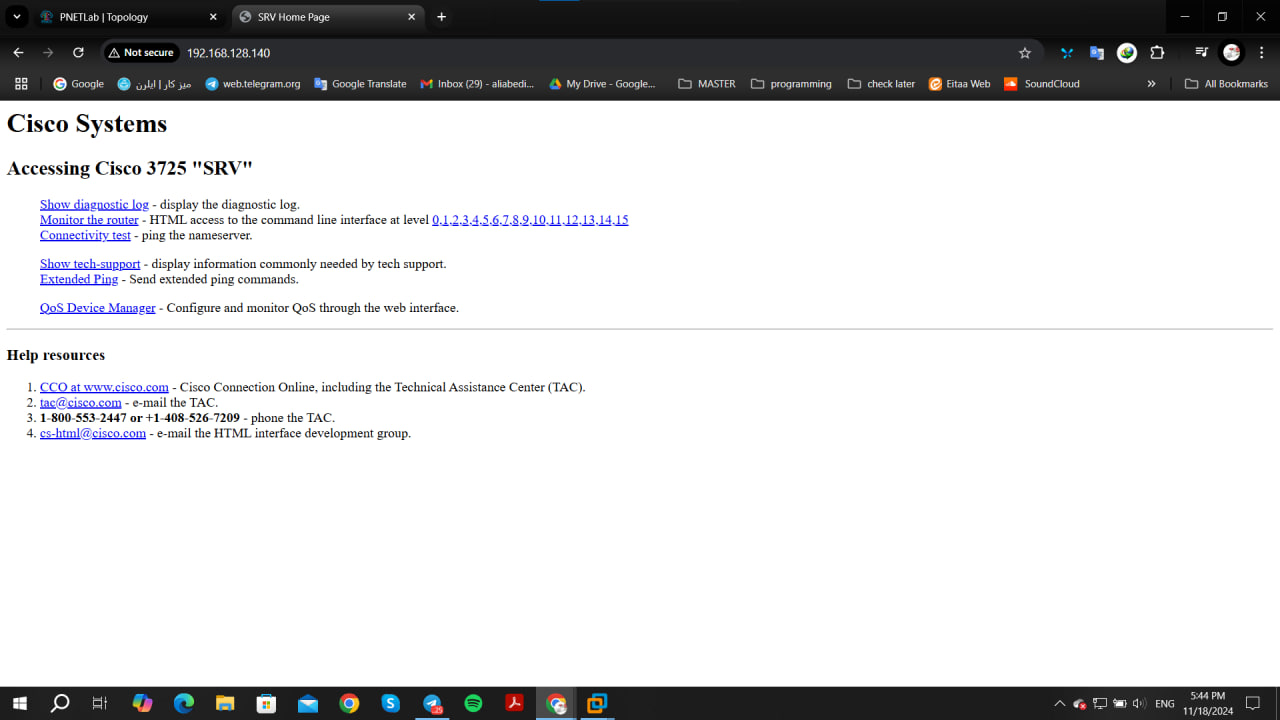 PNETLab | Topology
SRV Home Page
Not secure
192.168.128.140
Google
میز کار | ایلرن
web.telegram.org
Google Translate
Inbox (29) - aliabedi...
My Drive - Google...
MASTER
programming
check later
Eitaa Web
SoundCloud
All Bookmarks
Cisco Systems
Accessing Cisco 3725 "SRV"
Show diagnostic log - display the diagnostic log.
Monitor the router - HTML access to the command line interface at level 0,1,2,3,4,5,6,7,8,9,10,11,12,13,14,15
Connectivity test - ping the nameserver.
Show tech-support - display information commonly needed by tech support.
Extended Ping - Send extended ping commands.
QoS Device Manager - Configure and monitor QoS through the web interface.
Help resources
1. CCO at www.cisco.com - Cisco Connection Online, including the Technical Assistance Center (TAC).
2. tac@cisco.com - e-mail the TAC.
3. 1-800-553-2447 or +1-408-526-7209 - phone the TAC.
4. cs-html@cisco.com - e-mail the HTML interface development group.
ENG
5:44 PM
11/18/2024